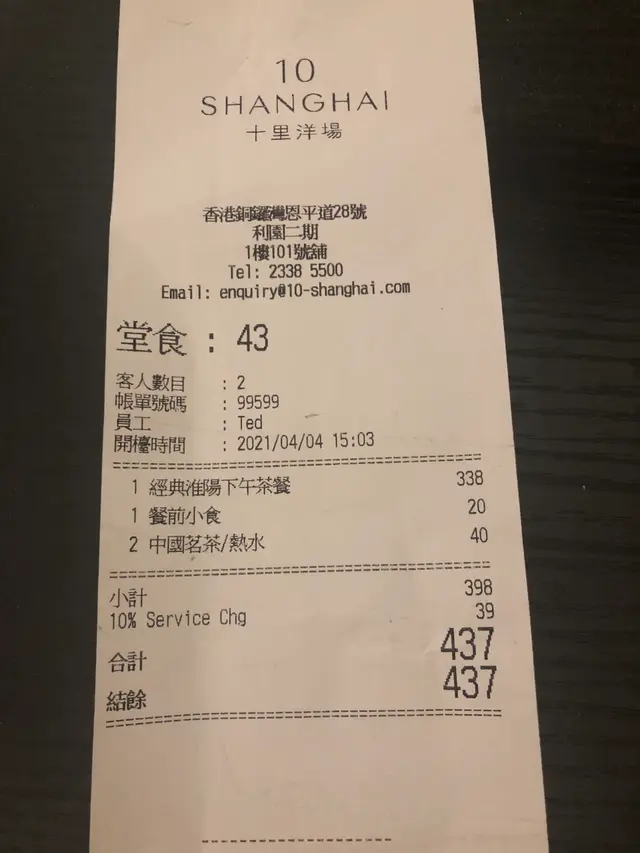 10
SHANGHAI
十里洋場
香港銅鑼灣恩平道28號
利園二期
1樓101號舖
Tel: 2338 5500
Email: enquiry@10-shanghai.com
堂食 : 43
客人數目 : 2
帳單號碼 : 99599
員工 : Ted
開檯時間 : 2021/04/04 15:03
1 經典淮陽下午茶餐 338
1 餐前小食 20
2 中國茗茶/熱水 40
小計 398
10% Service Chg 39
合計 437
結餘 437